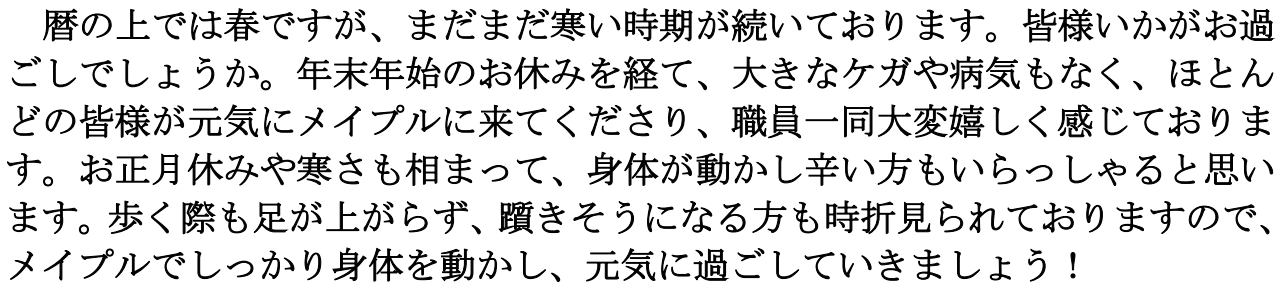 暦の上では春ですが、まだまだ寒い時期が続いております。皆様いかがお過
ごしでしょうか。年末年始のお休みを経て、大きなケガや病気もなく、ほとん
どの皆様が元気にメイプルに来てくださり、職員一同大変嬉しく感じておりま
す。お正月休みや寒さも相まって、身体が動かし辛い方もいらっしゃると思い
ます。歩く際も足が上がらず、躓きそうになる方も時折見られておりますので、
メイプルでしっかり身体を動かし、元気に過ごしていきましょう！